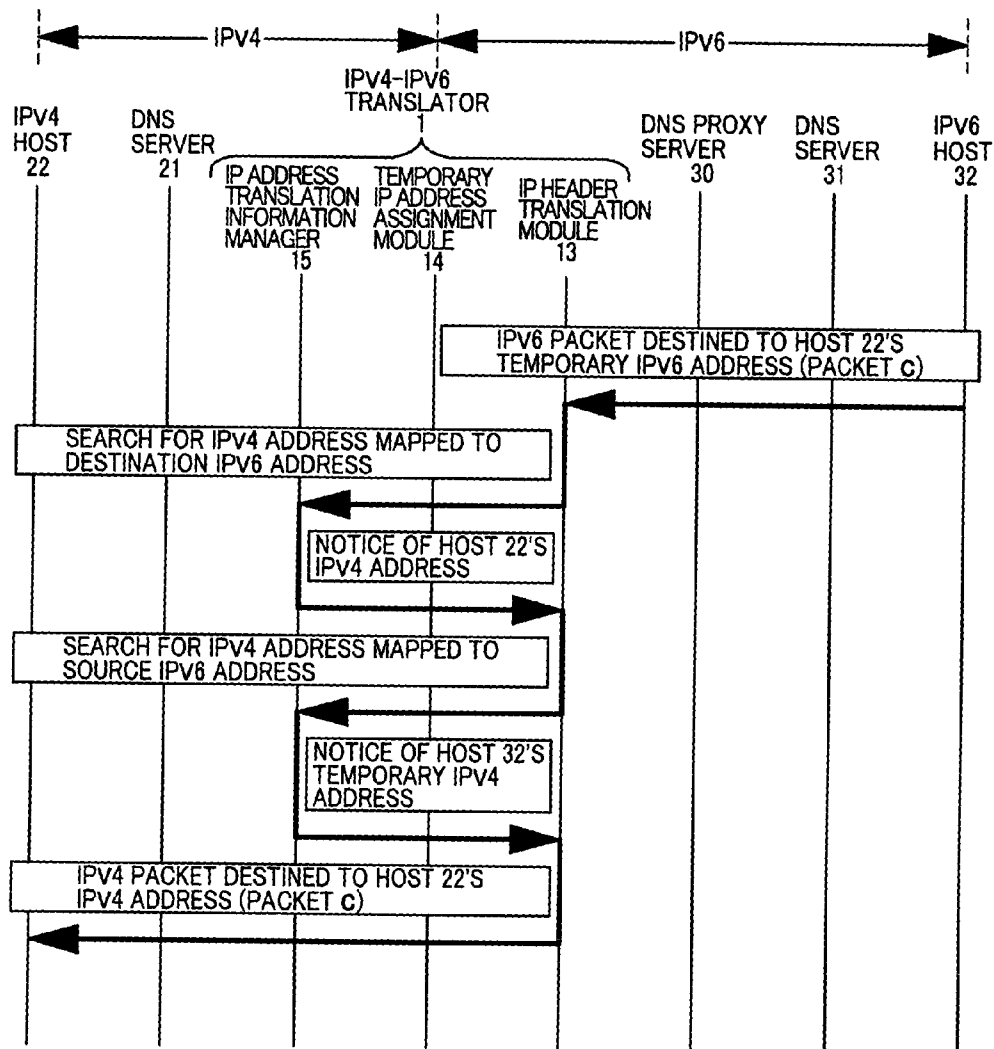 IPV4
IPV6
IPV4-IPV6
TRANSLATOR
1
IPV4
HOST
22
DNS
SERVER
21
IP ADDRESS
TRANSLATION
INFORMATION
MANAGER
15
TEMPORARY
IP ADDRESS
ASSIGNMENT
MODULE
14
IP HEADER
TRANSLATION
MODULE
13
DNS PROXY
SERVER
30
DNS
SERVER
31
IPV6
HOST
32
IPV6 PACKET DESTINED TO HOST 22'S
TEMPORARY IPV6 ADDRESS (PACKET C)
SEARCH FOR IPV4 ADDRESS MAPPED TO
DESTINATION IPV6 ADDRESS
NOTICE OF HOST 22'S
IPV4 ADDRESS
SEARCH FOR IPV4 ADDRESS MAPPED TO
SOURCE IPV6 ADDRESS
NOTICE OF HOST 32'S
TEMPORARY IPV4
ADDRESS
IPV4 PACKET DESTINED TO HOST 22'S
IPV4 ADDRESS (PACKET C)